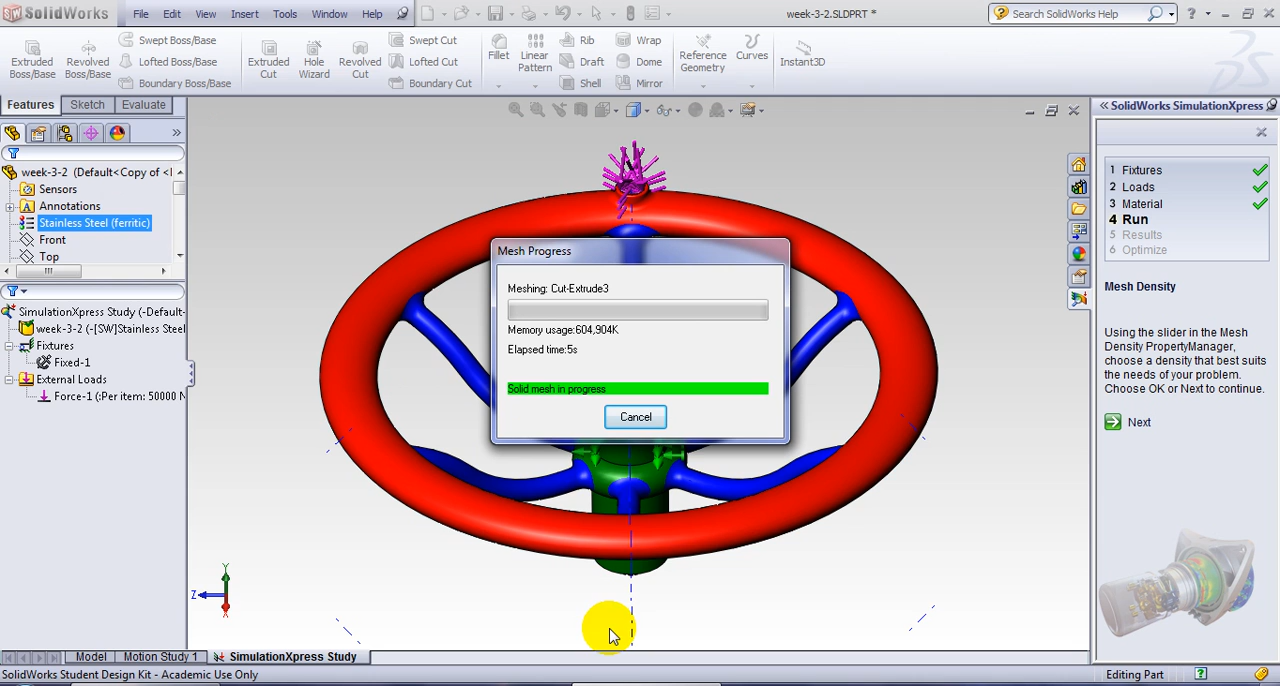 SolidWorks
File Edit View Insert Tools Window Help
week-3-2.SLDPRT *
Search SolidWorks Help
Extruded Boss/Base
Revolved Boss/Base
Swept Boss/Base
Lofted Boss/Base
Boundary Boss/Base
Extruded Cut
Hole Wizard
Revolved Cut
Swept Cut
Lofted Cut
Boundary Cut
Fillet
Linear Pattern
Rib
Draft
Shell
Wrap
Dome
Mirror
Reference Geometry
Curves
Instant3D
Features Sketch Evaluate
week-3-2 (Default<Copy of <I
Sensors
Annotations
Stainless Steel (ferritic)
Front
Top
SimulationXpress Study (-Default-
week-3-2 (-[SW]Stainless Steel
Fixtures
Fixed-1
External Loads
Force-1 (:Per item: 50000 N
Y
Z
X
Mesh Progress
Meshing: Cut-Extrude3
Memory usage:604,904K
Elapsed time:5s
Solid mesh in progress
Cancel
SolidWorks SimulationXpress
1 Fixtures
2 Loads
3 Material
4 Run
5 Results
6 Optimize
Mesh Density
Using the slider in the Mesh
Density PropertyManager,
choose a density that best suits
the needs of your problem.
Choose OK or Next to continue.
Next
Model Motion Study 1 SimulationXpress Study
SolidWorks Student Design Kit - Academic Use Only
Editing Part